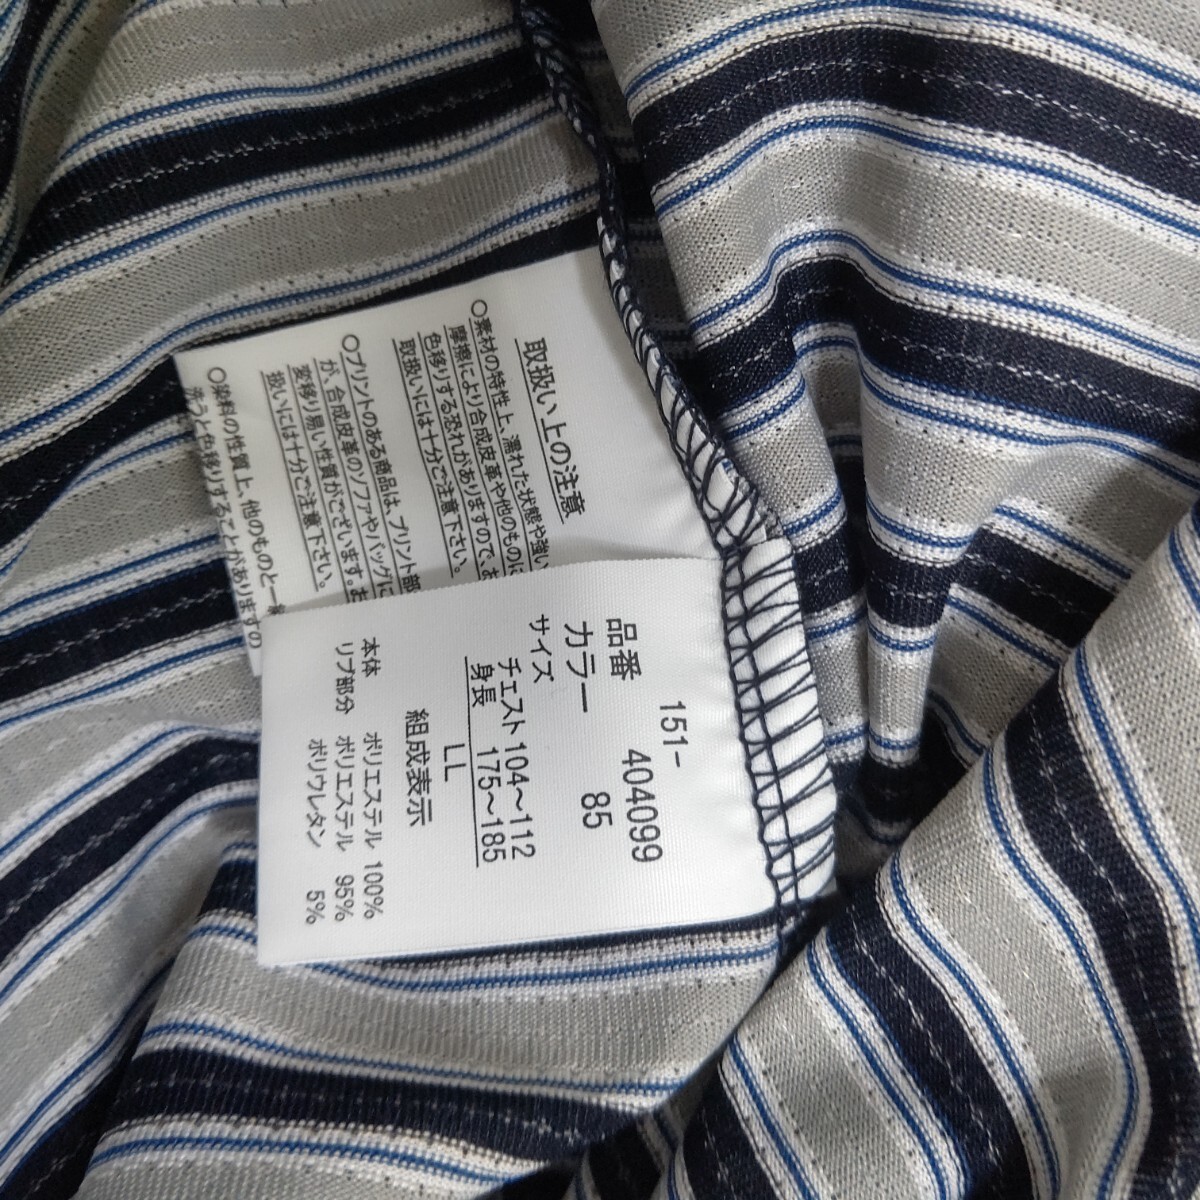 151-
品番 404099
カラー 85
サイズ
チェスト 104～112
身長 175～185
LL
組成表示
本体 ポリエステル 100%
リブ部分 ポリエステル 95%
ポリウレタン 5%
取扱い上の注意
○素材の特性上、濡れた状態や強い
摩擦により合成皮革や他のものに
色移りする恐れがありますので、お
取扱いには十分ご注意下さい。
○プリントのある商品は、プリント部
が、合成皮革のソファやバッグに
変移り易い性質がございます。お
扱いには十分ご注意下さい。
○染料の性質上、他のものと一緒
洗うと色移りすることがありますの